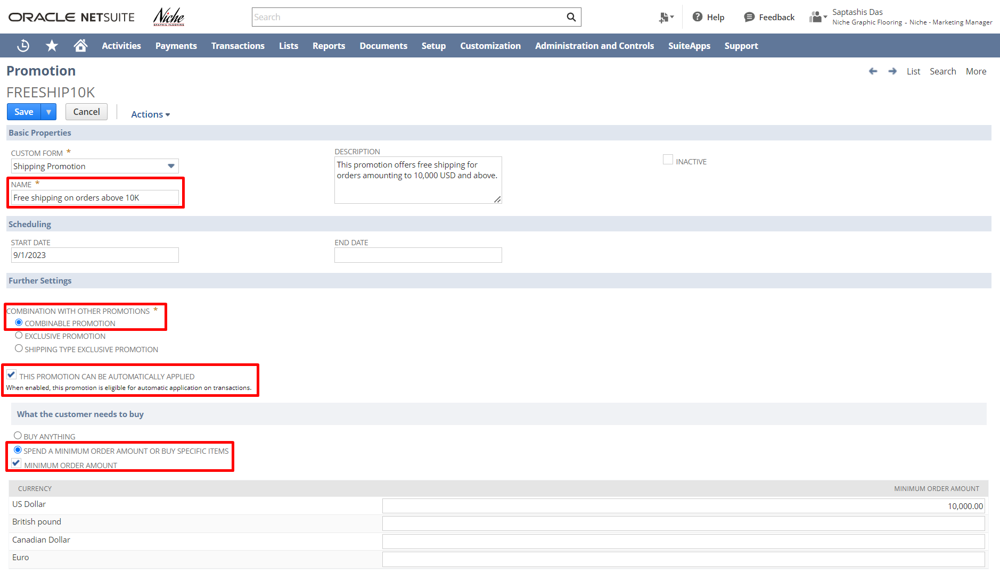 ORACLE NETSUITE
Niche
GRAPHIC FLOORING
Search
Help
Feedback
Saptashis Das
Niche Graphic Flooring - Niche - Marketing Manager
Activities Payments Transactions Lists Reports Documents Setup Customization Administration and Controls SuiteApps Support
Promotion
List Search More
FREESHIP10K
Save Cancel Actions
Basic Properties
CUSTOM FORM *
Shipping Promotion
NAME *
Free shipping on orders above 10K
DESCRIPTION
This promotion offers free shipping for
orders amounting to 10,000 USD and above.
INACTIVE
Scheduling
START DATE
9/1/2023
END DATE
Further Settings
COMBINATION WITH OTHER PROMOTIONS *
COMBINABLE PROMOTION
EXCLUSIVE PROMOTION
SHIPPING TYPE EXCLUSIVE PROMOTION
THIS PROMOTION CAN BE AUTOMATICALLY APPLIED
When enabled, this promotion is eligible for automatic application on transactions.
What the customer needs to buy
BUY ANYTHING
SPEND A MINIMUM ORDER AMOUNT OR BUY SPECIFIC ITEMS
MINIMUM ORDER AMOUNT
CURRENCY MINIMUM ORDER AMOUNT
US Dollar 10,000.00
British pound
Canadian Dollar
Euro